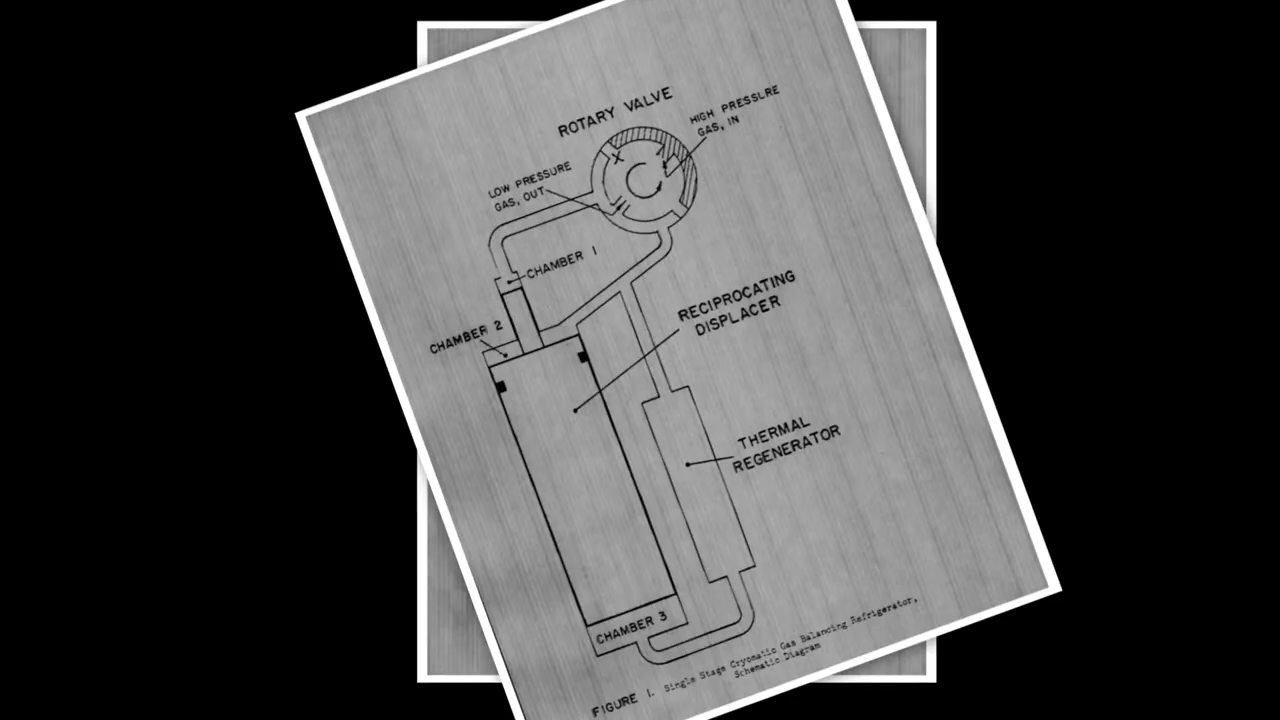 ROTARY VALVE
HIGH PRESSURE
GAS, IN
LOW PRESSURE
GAS, OUT
CHAMBER 1
CHAMBER 2
RECIPROCATING
DISPLACER
THERMAL
REGENERATOR
CHAMBER 3
FIGURE 1. Single Stage Cryomatic Gas Balancing Refrigerator,
Schematic Diagram